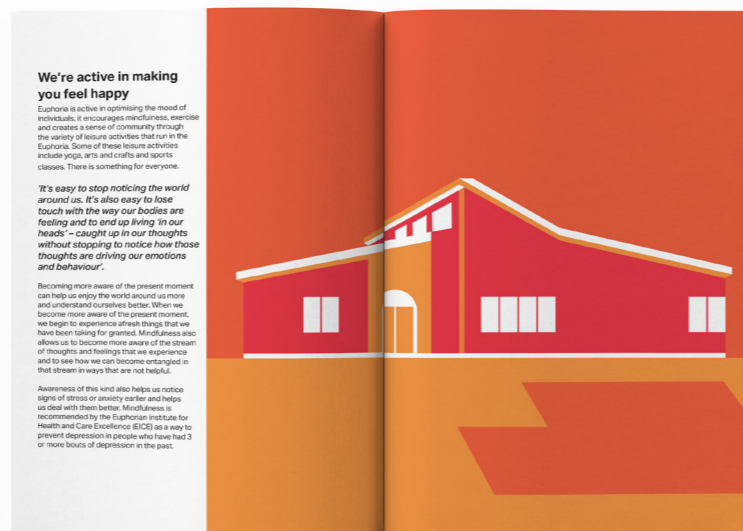 We're active in making
you feel happy
Euphoria is active in optimising the mood of
individuals, it encourages mindfulness, exercise
and creates a sense of community through
the variety of leisure activities that run in the
Euphoria. Some of these leisure activities
include yoga, arts and crafts and sports
classes. There is something for everyone.
'It's easy to stop noticing the world
around us. It's also easy to lose
touch with the way our bodies are
feeling and to end up living 'in our
heads' – caught up in our thoughts
without stopping to notice how those
thoughts are driving our emotions
and behaviour'.
Becoming more aware of the present moment
can help us enjoy the world around us more
and understand ourselves better. When we
become more aware of the present moment,
we begin to experience afresh things that we
have been taking for granted. Mindfulness also
allows us to become more aware of the stream
of thoughts and feelings that we experience
and to see how we can become entangled in
that stream in ways that are not helpful.
Awareness of this kind also helps us notice
signs of stress or anxiety earlier and helps
us deal with them better. Mindfulness is
recommended by the Euphorian Institute for
Health and Care Excellence (EICE) as a way to
prevent depression in people who have had 3
or more bouts of depression in the past.